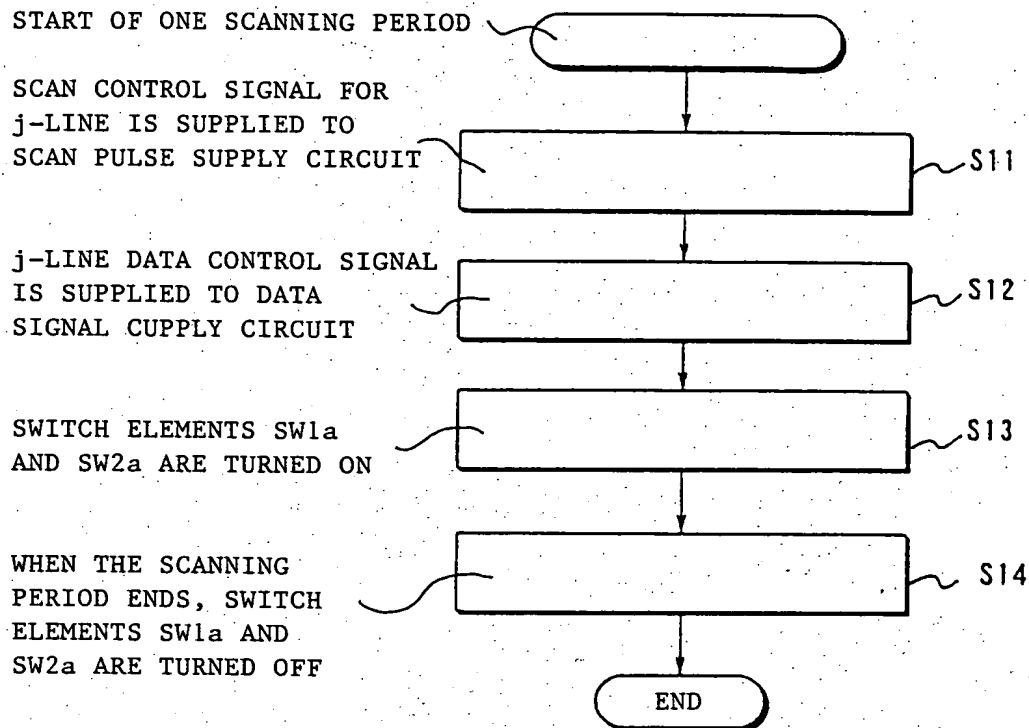 START OF ONE SCANNING PERIOD
SCAN CONTROL SIGNAL FOR
j-LINE IS SUPPLIED TO
SCAN PULSE SUPPLY CIRCUIT
S11
j-LINE DATA CONTROL SIGNAL
IS SUPPLIED TO DATA
SIGNAL CUPPLY CIRCUIT
S12
SWITCH ELEMENTS SW1a
AND SW2a ARE TURNED ON
S13
WHEN THE SCANNING
PERIOD ENDS, SWITCH
ELEMENTS SW1a AND
SW2a ARE TURNED OFF
S14
END